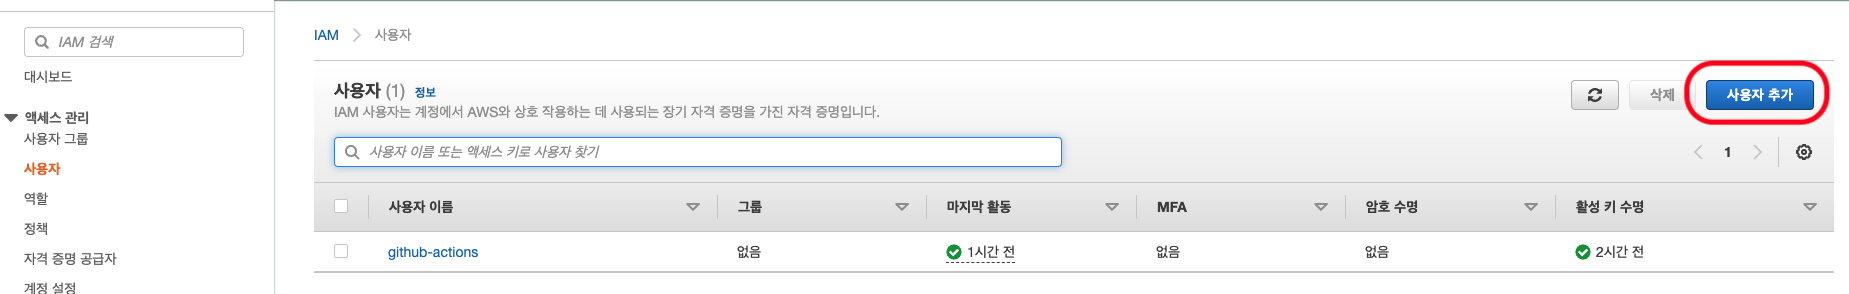 IAM 검색
대시보드
액세스 관리
사용자 그룹
사용자
역할
정책
자격 증명 공급자
계정 설정
IAM > 사용자
사용자 (1) 정보
IAM 사용자는 계정에서 AWS와 상호 작용하는 데 사용되는 장기 자격 증명을 가진 자격 증명입니다.
삭제
사용자 추가
사용자 이름 또는 액세스 키로 사용자 찾기
1
사용자 이름 그룹 마지막 활동 MFA 암호 수명 활성 키 수명
github-actions 없음 1시간 전 없음 없음 2시간 전